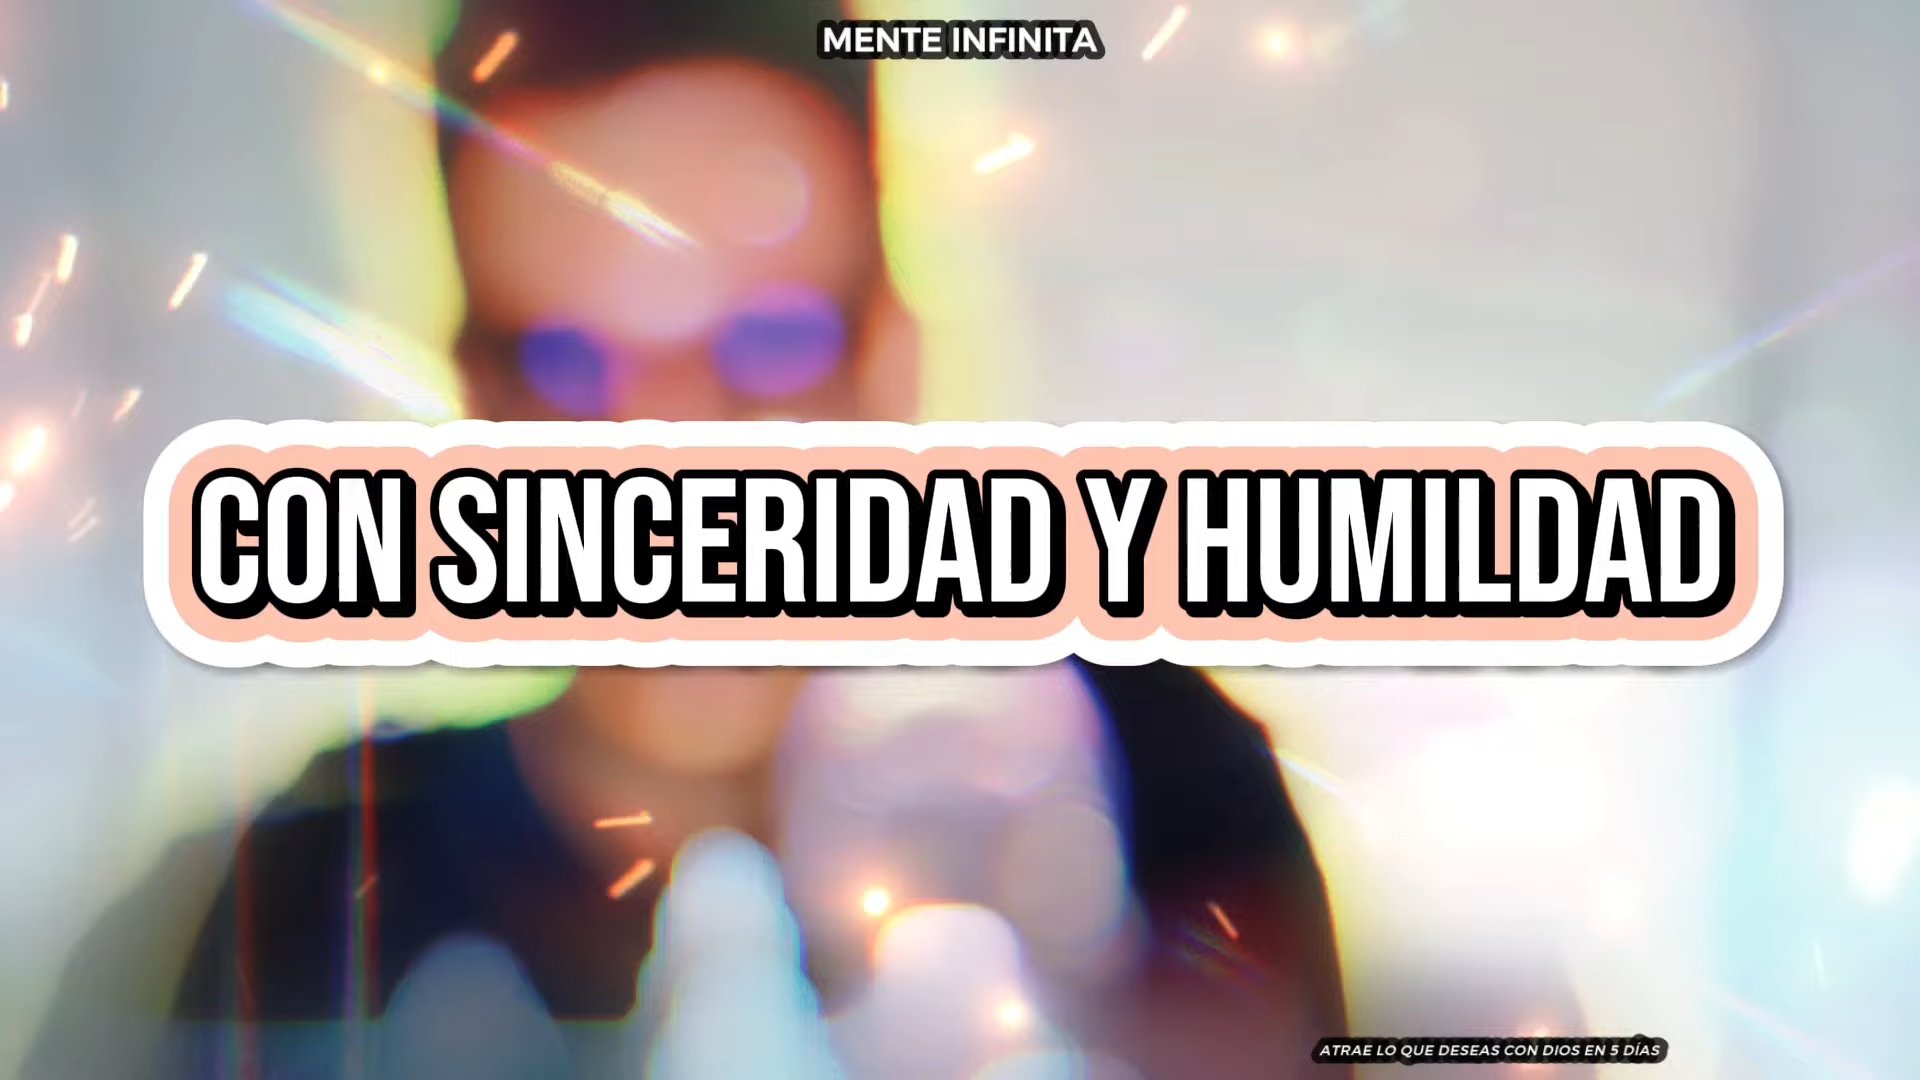 MENTE INFINITA
CON SINCERIDAD Y HUMILDAD
ATRAE LO QUE DESEAS CON DIOS EN 5 DÍAS